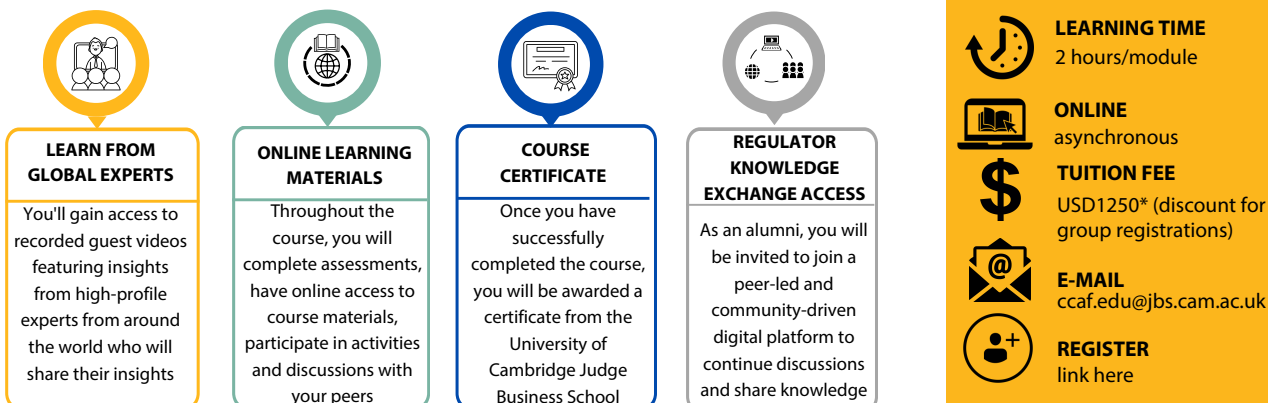 LEARN FROM
GLOBAL EXPERTS
You'll gain access to
recorded guest videos
featuring insights
from high-profile
experts from around
the world who will
share their insights
ONLINE LEARNING
MATERIALS
Throughout the
course, you will
complete assessments,
have online access to
course materials,
participate in activities
and discussions with
your peers
COURSE
CERTIFICATE
Once you have
successfully
completed the course,
you will be awarded a
certificate from the
University of
Cambridge Judge
Business School
REGULATOR
KNOWLEDGE
EXCHANGE ACCESS
As an alumni, you will
be invited to join a
peer-led and
community-driven
digital platform to
continue discussions
and share knowledge
LEARNING TIME
2 hours/module
ONLINE
asynchronous
$
TUITION FEE
USD1250* (discount for
group registrations)
@
E-MAIL
ccaf.edu@jbs.cam.ac.uk
REGISTER
link here